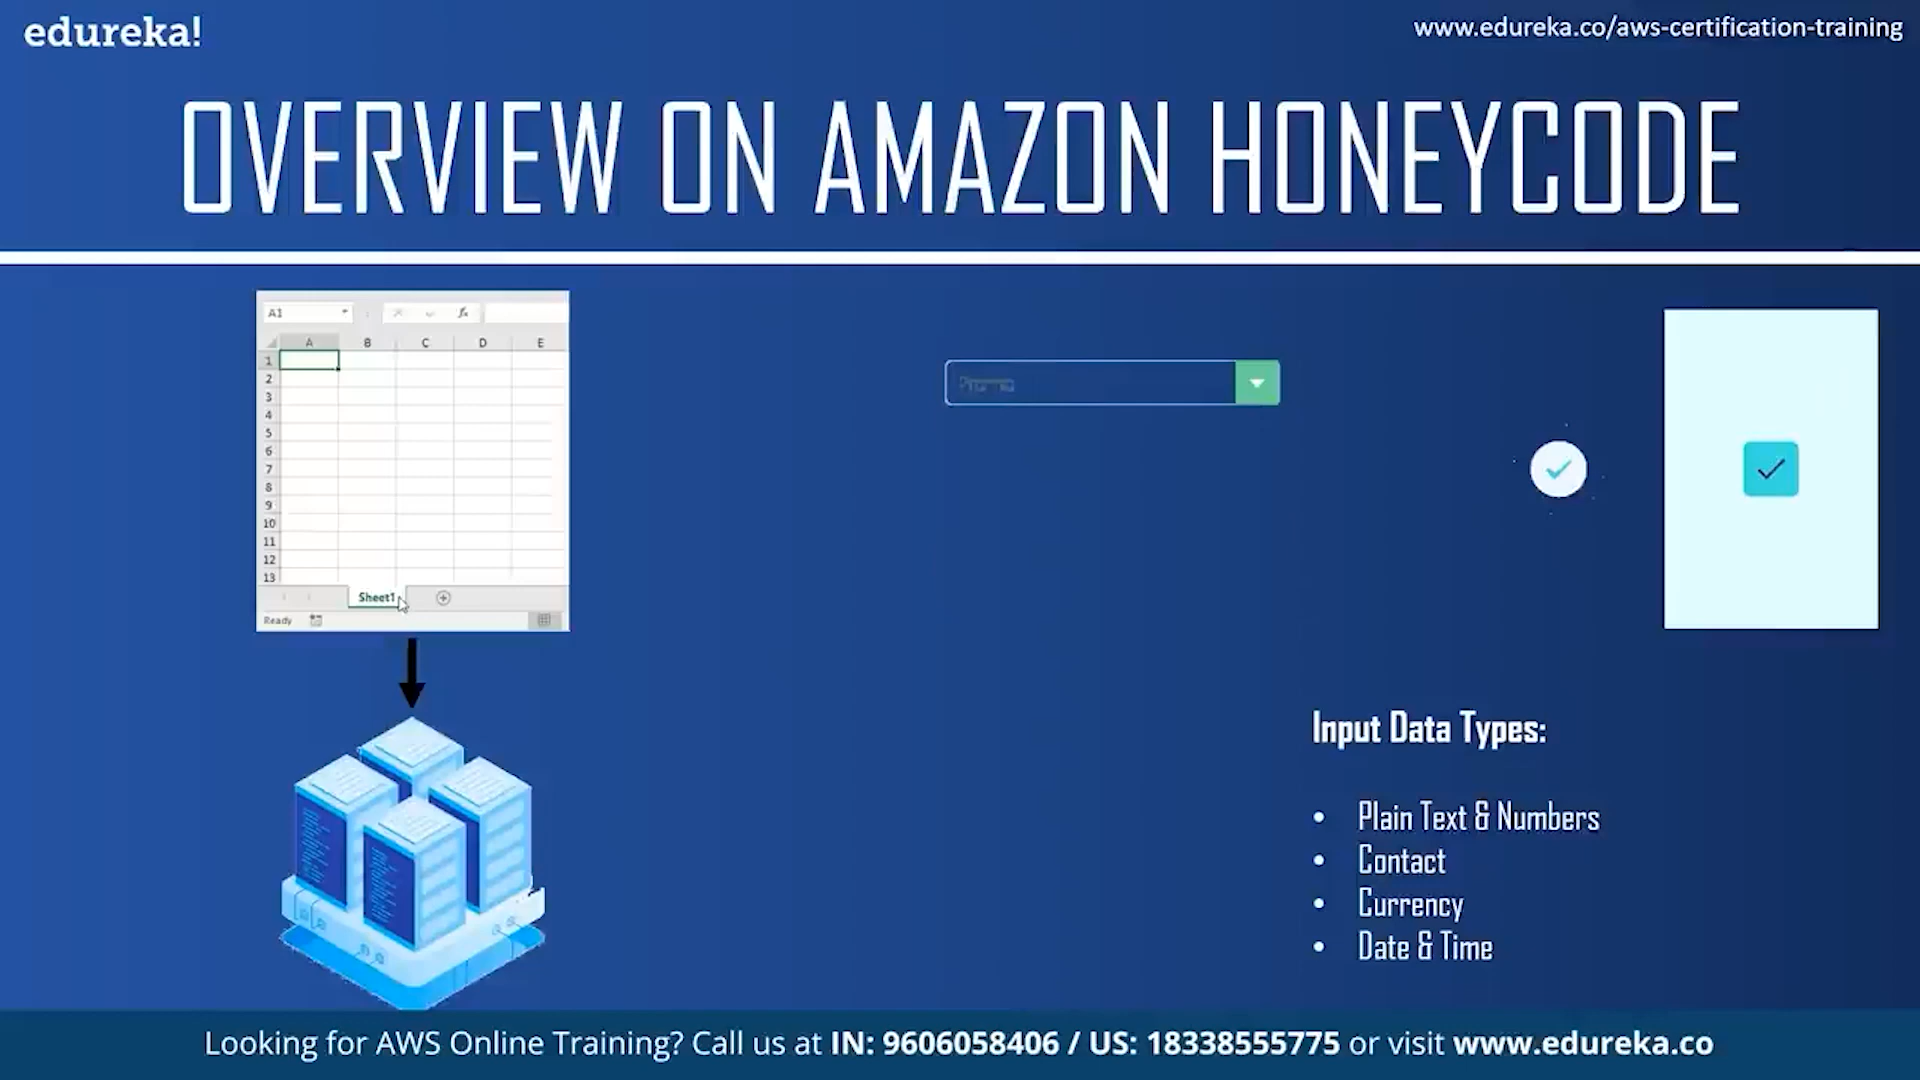 edureka!
www.edureka.co/aws-certification-training
OVERVIEW ON AMAZON HONEYCODE
A1
fx
A B C D E
1
2
3
4
5
6
7
8
9
10
11
12
13
Sheet1
Ready
Input Data Types:
• Plain Text & Numbers
• Contact
• Currency
• Date & Time
Looking for AWS Online Training? Call us at IN: 9606058406 / US: 18338555775 or visit www.edureka.co